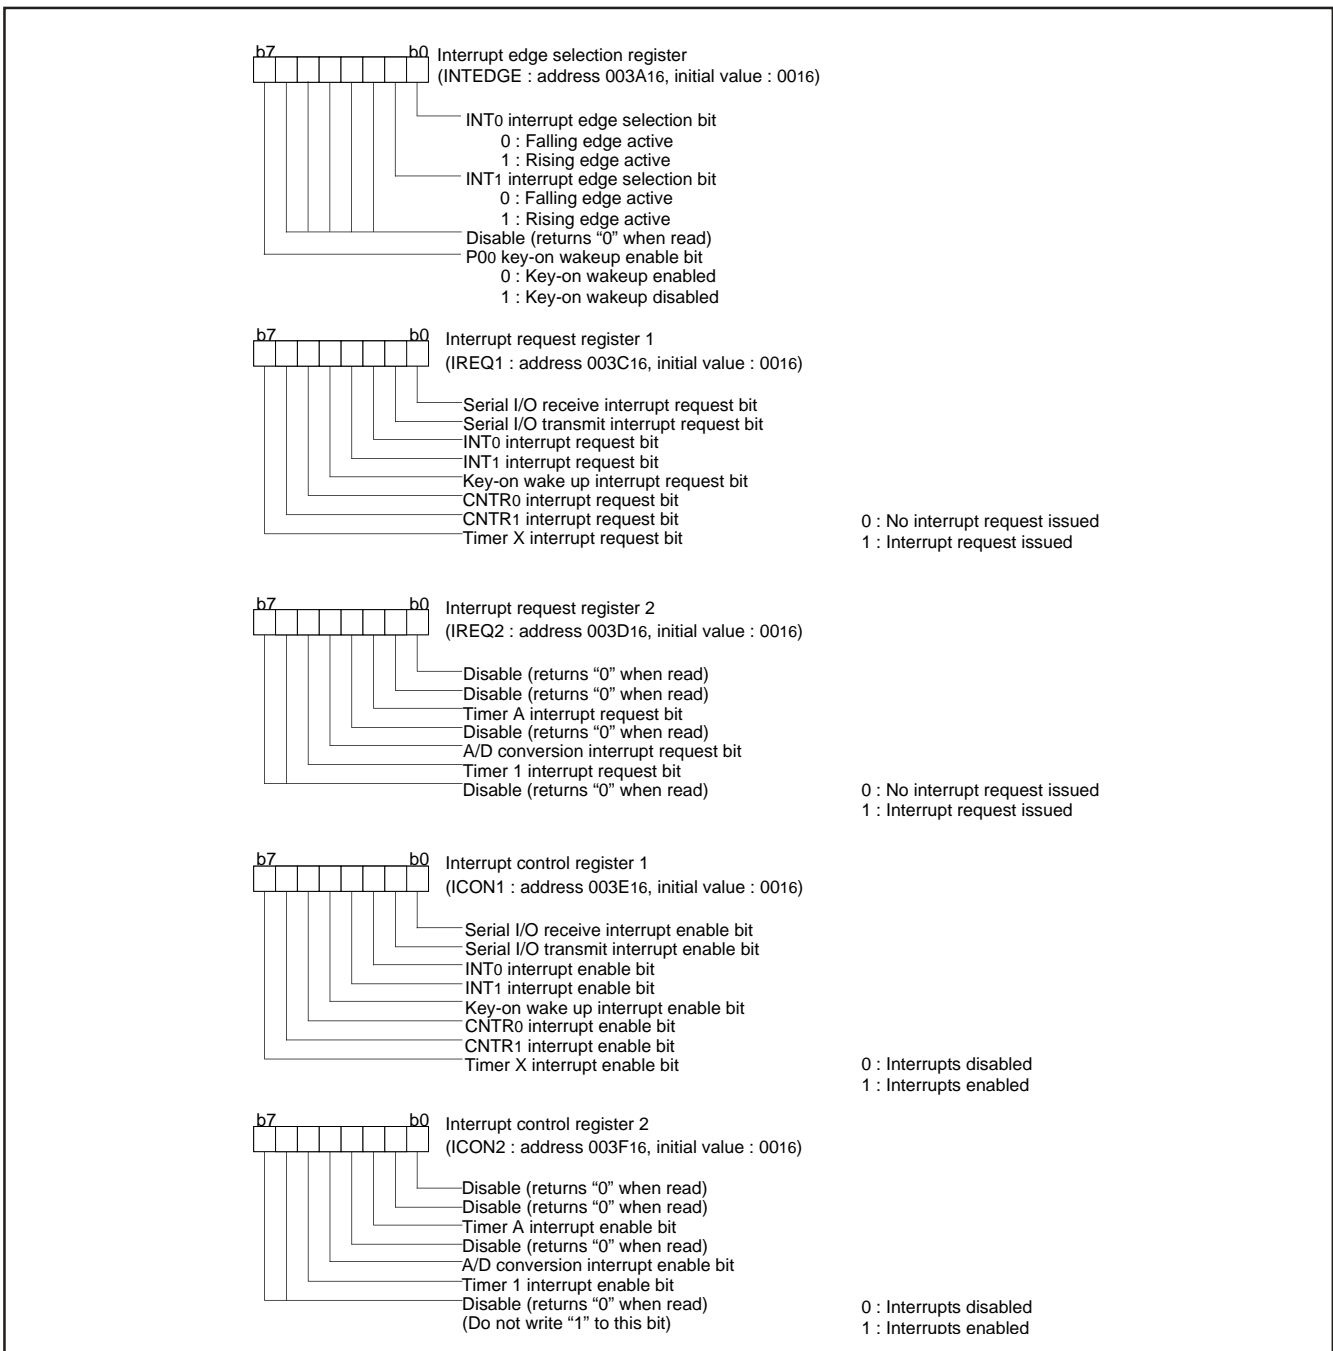 b7 b0 Interrupt edge selection register
(INTEDGE : address 003A16, initial value : 0016)
INT0 interrupt edge selection bit
0 : Falling edge active
1 : Rising edge active
INT1 interrupt edge selection bit
0 : Falling edge active
1 : Rising edge active
Disable (returns “0” when read)
P00 key-on wakeup enable bit
0 : Key-on wakeup enabled
1 : Key-on wakeup disabled
b7 b0 Interrupt request register 1
(IREQ1 : address 003C16, initial value : 0016)
Serial I/O receive interrupt request bit
Serial I/O transmit interrupt request bit
INT0 interrupt request bit
INT1 interrupt request bit
Key-on wake up interrupt request bit
CNTR0 interrupt request bit
CNTR1 interrupt request bit
Timer X interrupt request bit
0 : No interrupt request issued
1 : Interrupt request issued
b7 b0 Interrupt request register 2
(IREQ2 : address 003D16, initial value : 0016)
Disable (returns “0” when read)
Disable (returns “0” when read)
Timer A interrupt request bit
Disable (returns “0” when read)
A/D conversion interrupt request bit
Timer 1 interrupt request bit
Disable (returns “0” when read)
0 : No interrupt request issued
1 : Interrupt request issued
b7 b0 Interrupt control register 1
(ICON1 : address 003E16, initial value : 0016)
Serial I/O receive interrupt enable bit
Serial I/O transmit interrupt enable bit
INT0 interrupt enable bit
INT1 interrupt enable bit
Key-on wake up interrupt enable bit
CNTR0 interrupt enable bit
CNTR1 interrupt enable bit
Timer X interrupt enable bit
0 : Interrupts disabled
1 : Interrupts enabled
b7 b0 Interrupt control register 2
(ICON2 : address 003F16, initial value : 0016)
Disable (returns “0” when read)
Disable (returns “0” when read)
Timer A interrupt enable bit
Disable (returns “0” when read)
A/D conversion interrupt enable bit
Timer 1 interrupt enable bit
Disable (returns “0” when read)
(Do not write “1” to this bit)
0 : Interrupts disabled
1 : Interrupts enabled